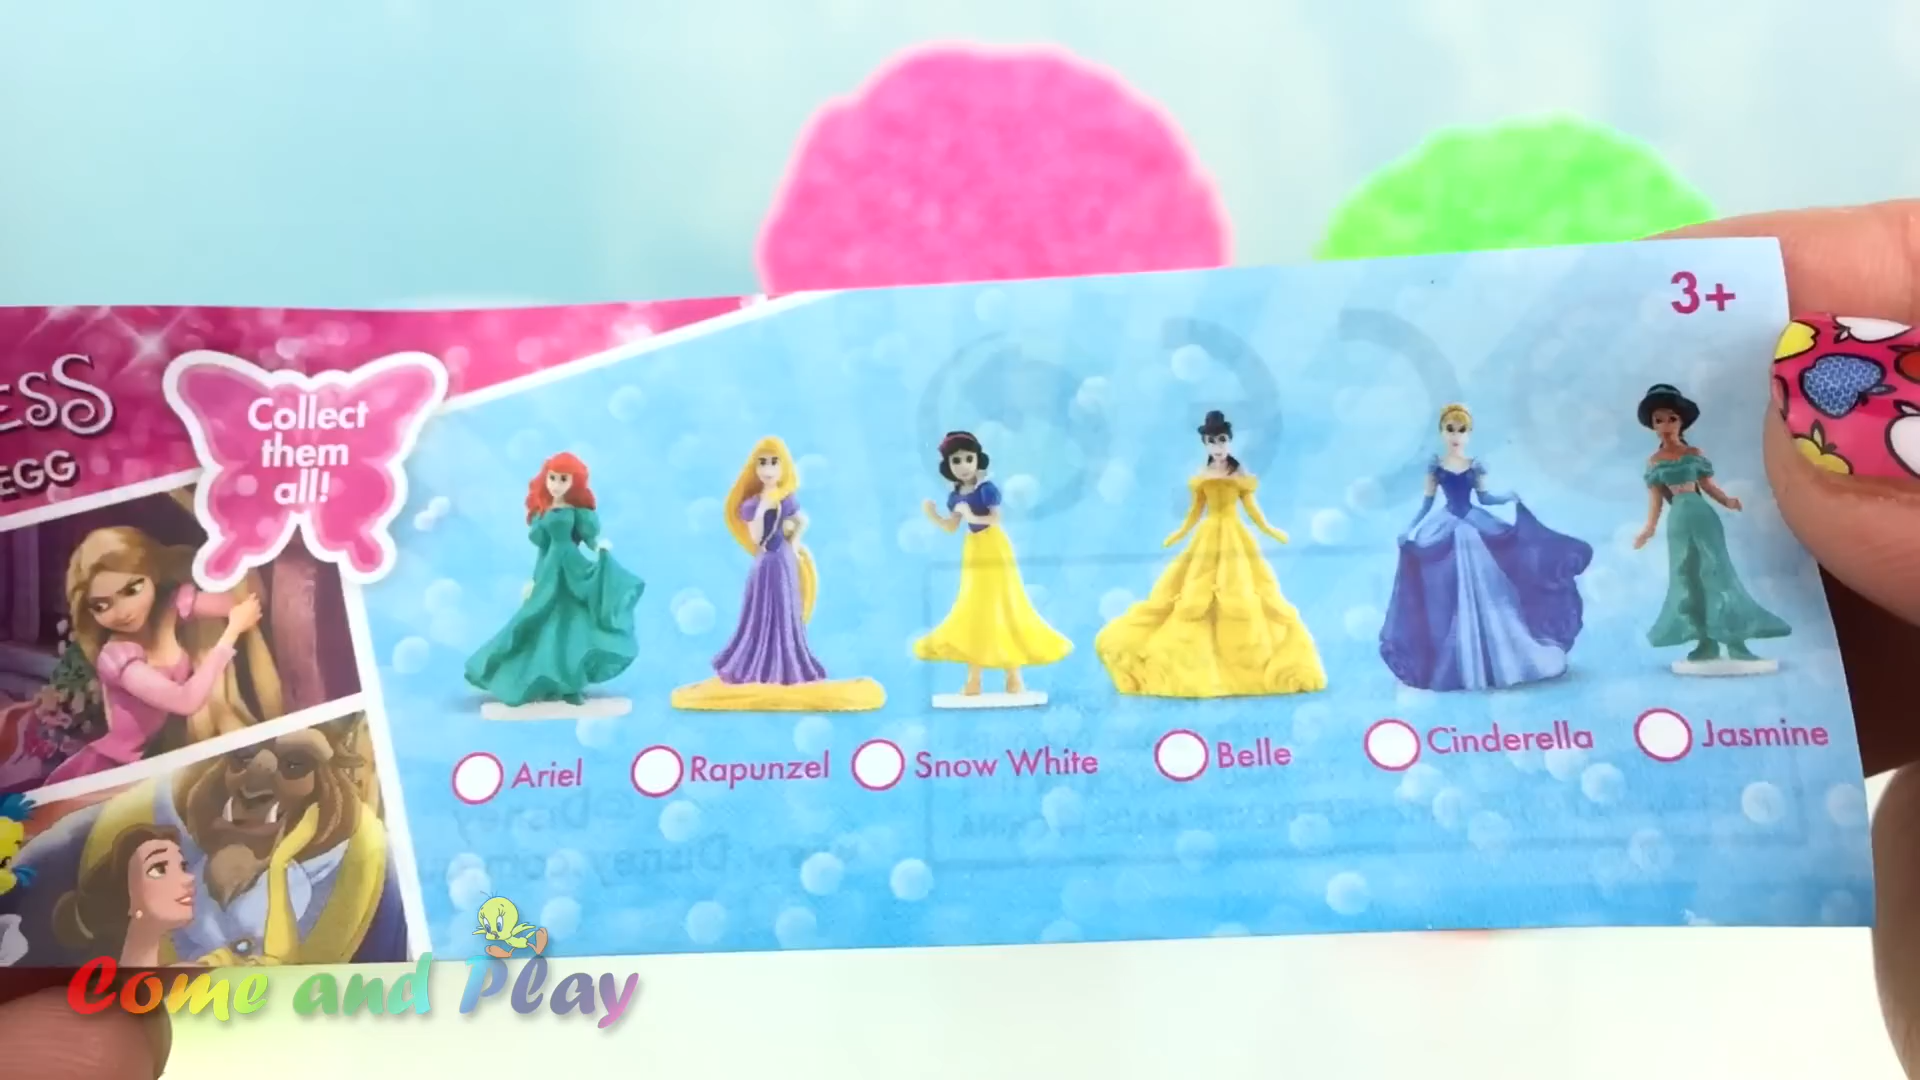 ESS
EGG
Collect
them
all!
3+
Ariel
Rapunzel
Snow White
Belle
Cinderella
Jasmine
Come and Play